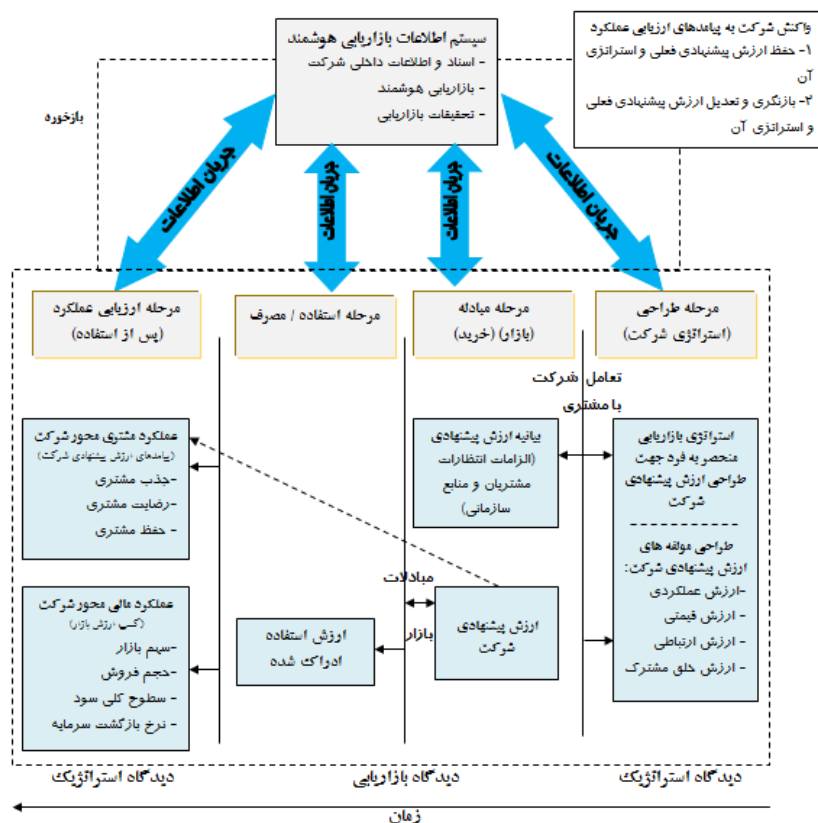 واکنش شرکت به پیامدهای ارزیابی عملکرد
۱- حفظ ارزش پیشنهادی فعلی و استراتژی
آن
۲- بازنگری و تعدیل ارزش پیشنهادی فعلی
و استراتژی آن
سیستم اطلاعات بازاریابی هوشمند
- اسناد و اطلاعات داخلی شرکت
- بازاریابی هوشمند
- تحقیقات بازاریابی
بازخوره
جریان اطلاعات
جریان اطلاعات
جریان اطلاعات
جریان اطلاعات
مرحله طراحی
(استراتژی شرکت)
مرحله مبادله
(بازار) (خرید)
مرحله استفاده / مصرف
مرحله ارزیابی عملکرد
(پس از استفاده)
تعامل شرکت
با مشتری
استراتژی بازاریابی
منحصر به فرد جهت
طراحی ارزش پیشنهادی
شرکت
طراحی مولفه های
ارزش پیشنهادی شرکت:
-ارزش عملکردی
- ارزش قیمتی
- ارزش ارتباطی
- ارزش خلق مشترک
بیانیه ارزش پیشنهادی
(الزامات انتظارات
مشتریان و منابع
سازمانی)
مبادلات
بازار
ارزش پیشنهادی
شرکت
ارزش استفاده
ادراک شده
عملکرد مشتری محور شرکت
(پیامدهای ارزش پیشنهادی شرکت)
-جذب مشتری
- رضایت مشتری
- حفظ مشتری
عملکرد مالی محور شرکت
(کسب ارزش بازار)
-سهم بازار
- حجم فروش
- سطوح کلی سود
- نرخ بازگشت سرمایه
دیدگاه استراتژیک
دیدگاه بازاریابی
دیدگاه استراتژیک
زمان